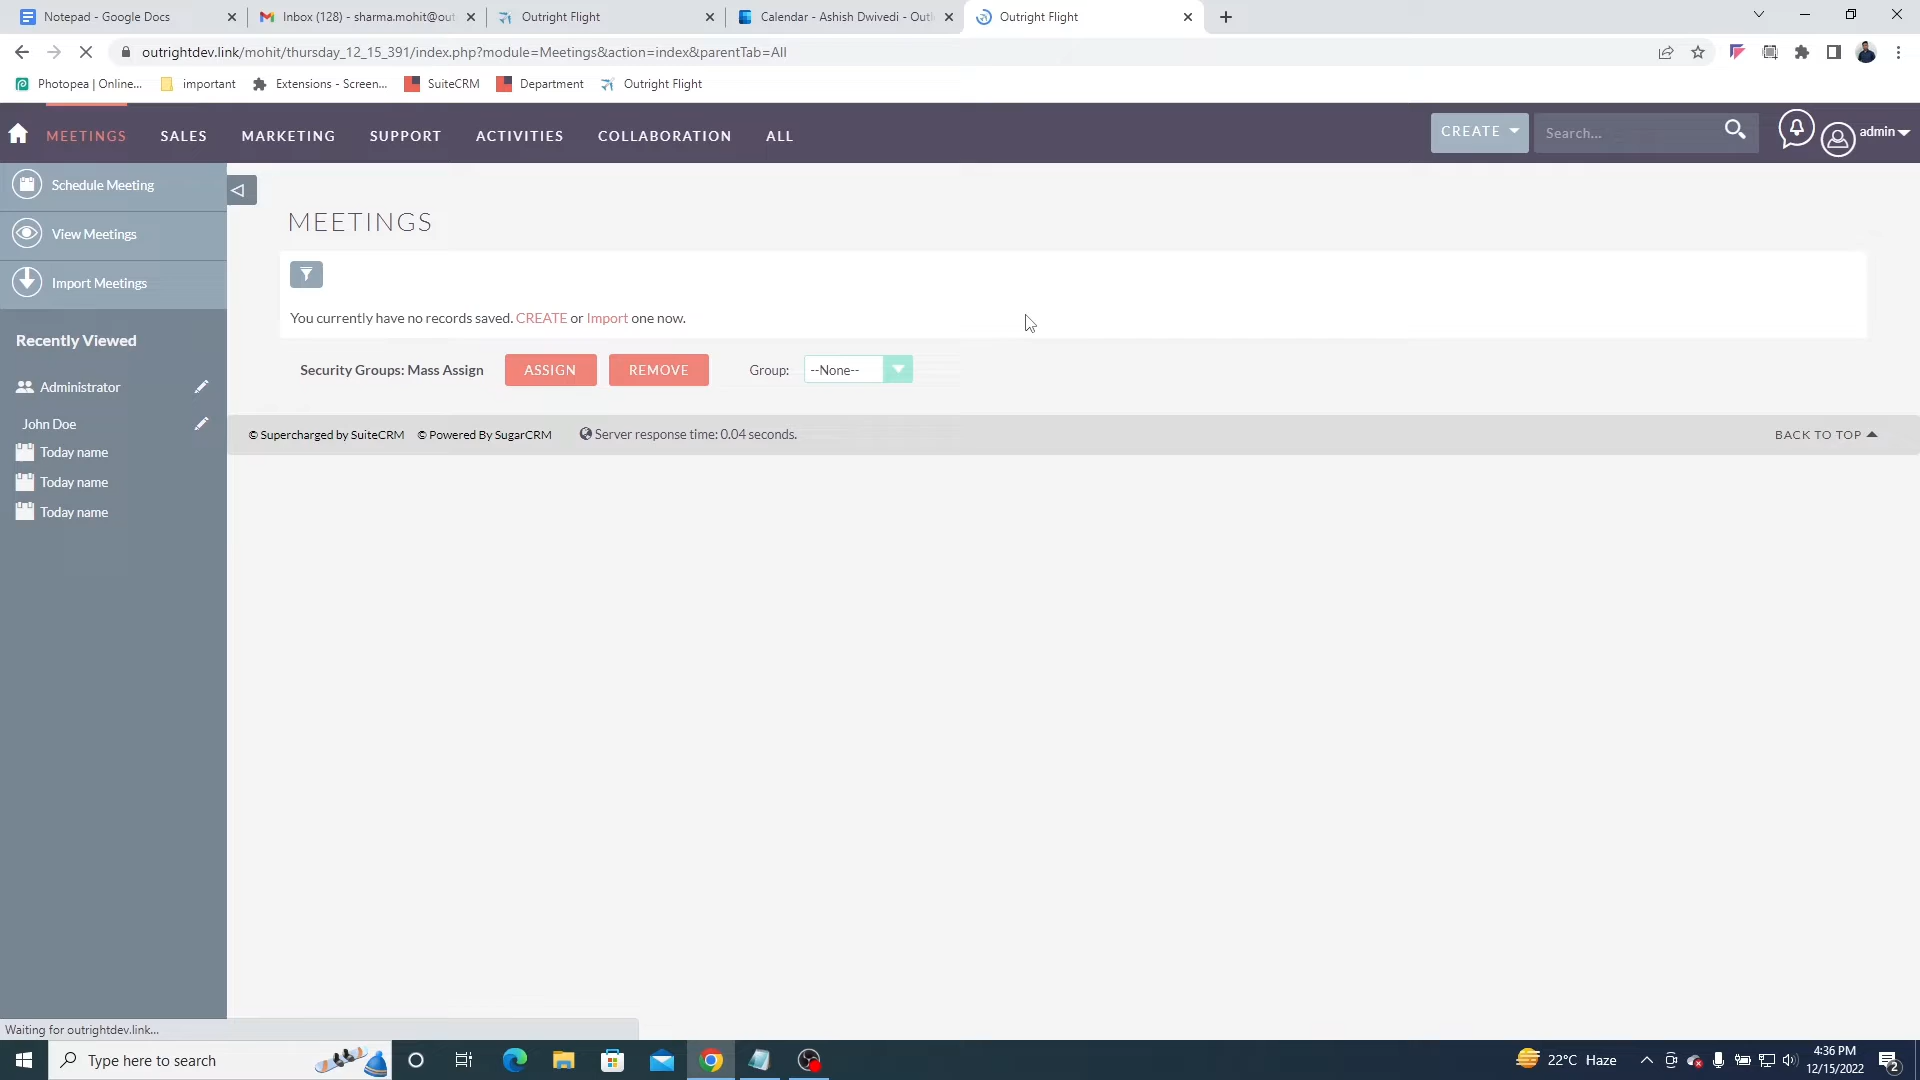 Notepad - Google Docs
Inbox (128) - sharma.mohit@out
Outright Flight
Calendar - Ashish Dwivedi - Outl
Outright Flight
outrightdev.link/mohit/thursday_12_15_391/index.php?module=Meetings&action=index&parentTab=All
Photopea | Online...
important
Extensions - Screen...
SuiteCRM
Department
Outright Flight
MEETINGS
SALES
MARKETING
SUPPORT
ACTIVITIES
COLLABORATION
ALL
CREATE
Search...
admin
Schedule Meeting
View Meetings
Import Meetings
Recently Viewed
Administrator
John Doe
Today name
Today name
Today name
MEETINGS
You currently have no records saved. CREATE or Import one now.
Security Groups: Mass Assign
ASSIGN
REMOVE
Group:
--None--
© Supercharged by SuiteCRM
© Powered By SugarCRM
Server response time: 0.04 seconds.
BACK TO TOP
Waiting for outrightdev.link...
Type here to search
22°C Haze
4:36 PM
12/15/2022
2